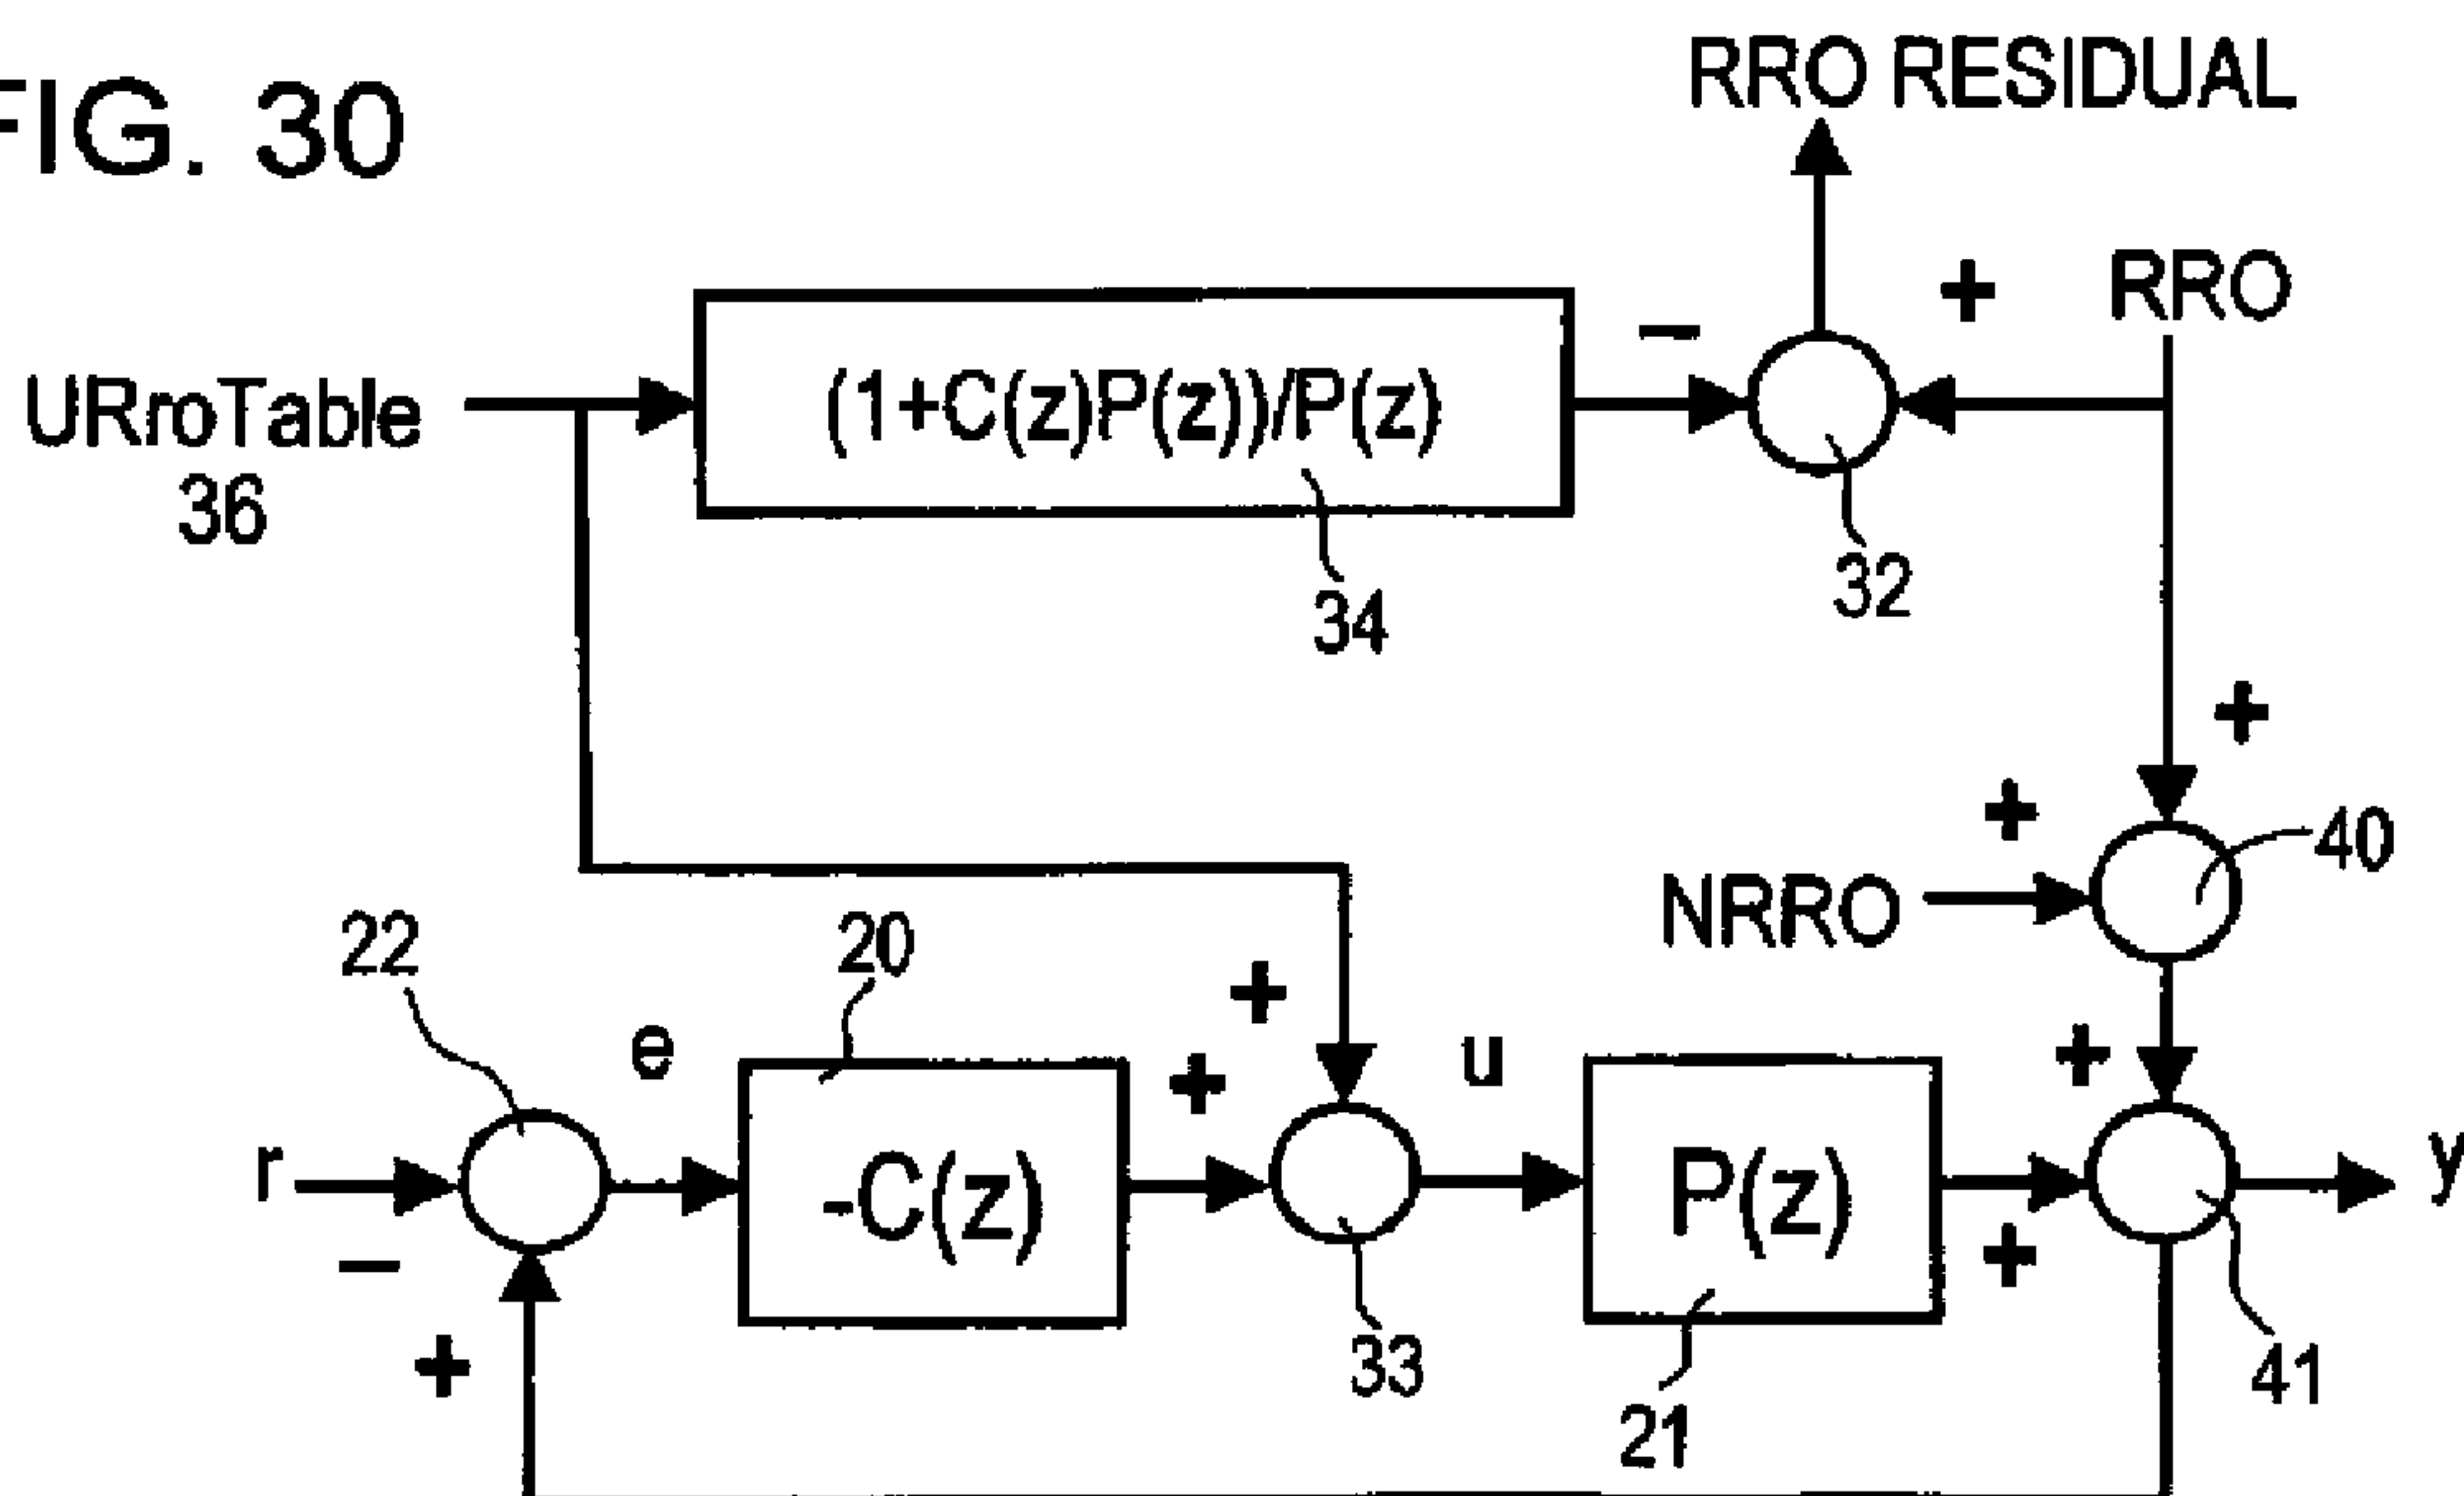 FIG. 30
RRO RESIDUAL
+ RRO
−
URroTable
36
(1+C(z)P(z))/P(z)
34
32
+
+
40
NRRO
22
20
+
e
+
u
+
r
-C(z)
P(z)
y
−
+
+
33
21
41